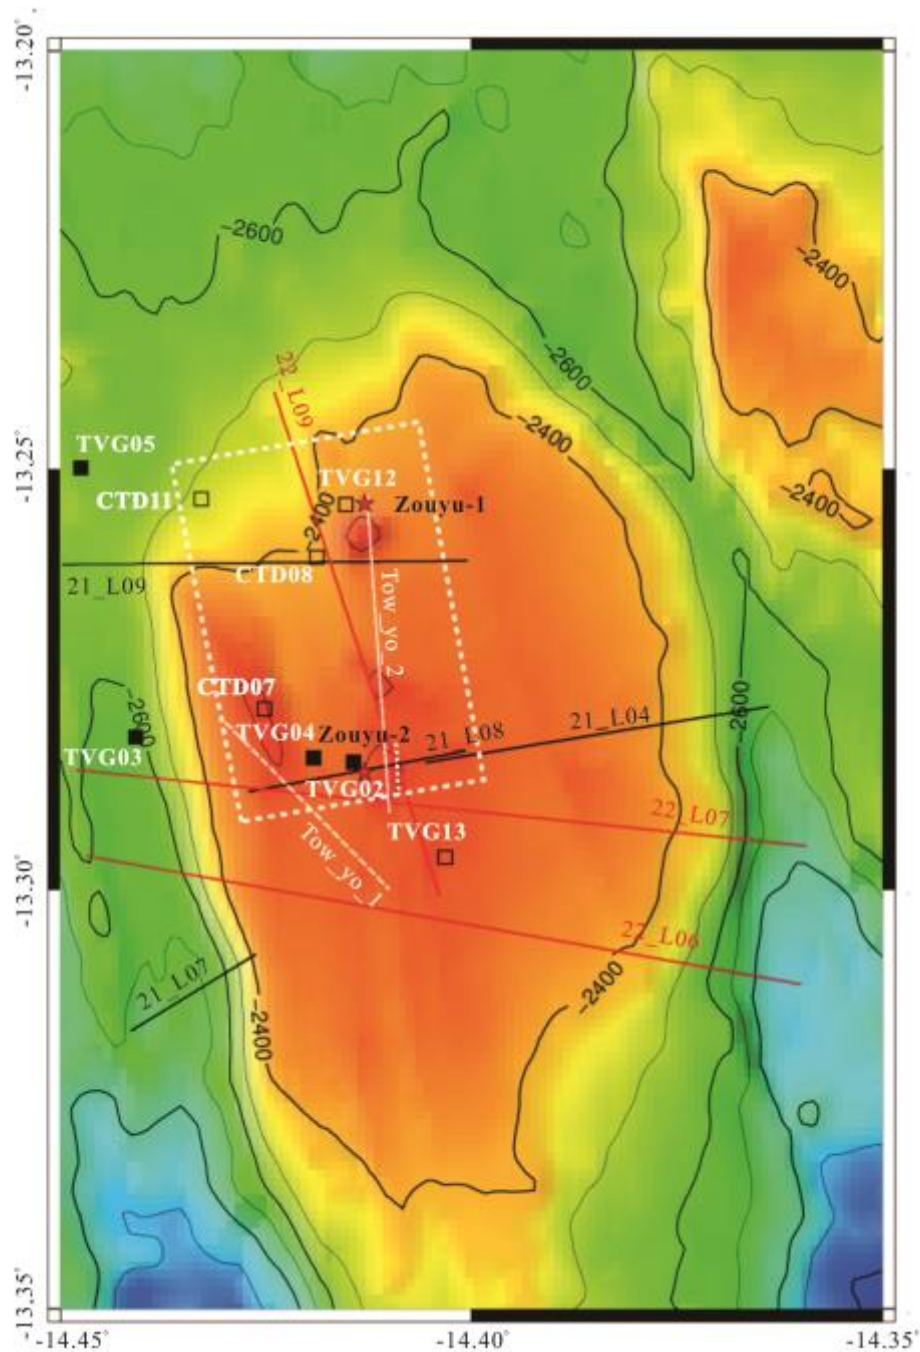 -13.20°
-2600
-2400
-2600
22_L09
-2400
TVG05
-13.25°
TVG12
CTD11
Zouyu-1
-2400
-2400
CTD08
21_L09
Tow_yo_2
CTD07
-2600
-2600
TVG04
Zouyu-2
21_L08
21_L04
TVG03
TVG02
22_L07
TVG13
Tow_yo_1
-13.30°
22_L06
21_L07
-2400
-2400
-13.35°
-14.45°
-14.40°
-14.35°